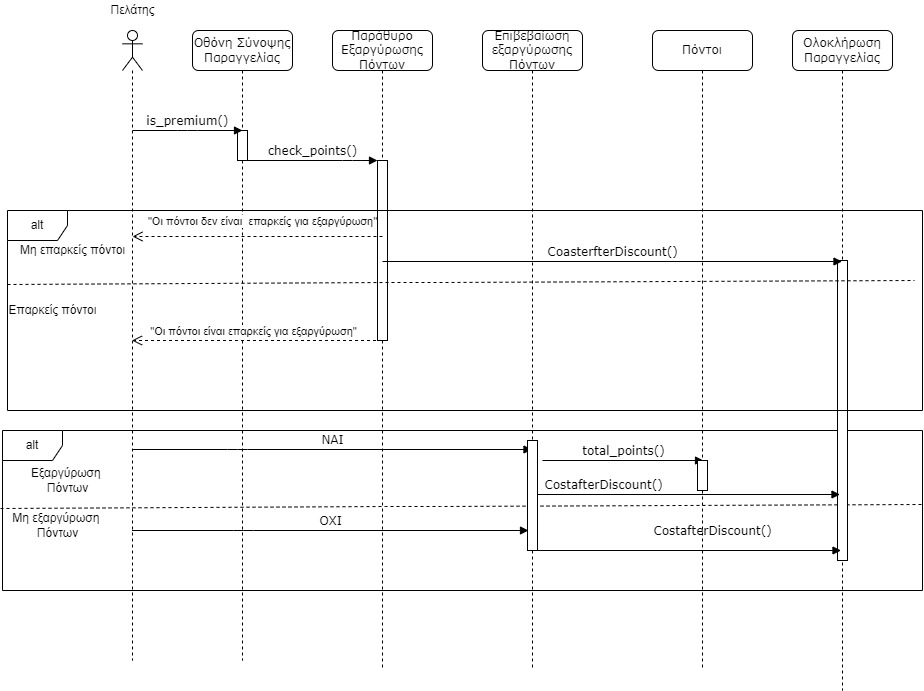 Πελάτης
Οθόνη Σύνοψης
Παραγγελίας
Παράθυρο
Εξαργύρωσης
Πόντων
Επιβεβαίωση
εξαργύρωσης
Πόντων
Πόντοι
Ολοκλήρωση
Παραγγελίας
is_premium()
check_points()
alt
"Οι πόντοι δεν είναι επαρκείς για εξαργύρωση"
Μη επαρκείς πόντοι
CoasterfterDiscount()
Επαρκείς πόντοι
"Οι πόντοι είναι επαρκείς για εξαργύρωση"
alt
ΝΑΙ
total_points()
Εξαργύρωση
Πόντων
CostafterDiscount()
Μη εξαργύρωση
Πόντων
ΟΧΙ
CostafterDiscount()